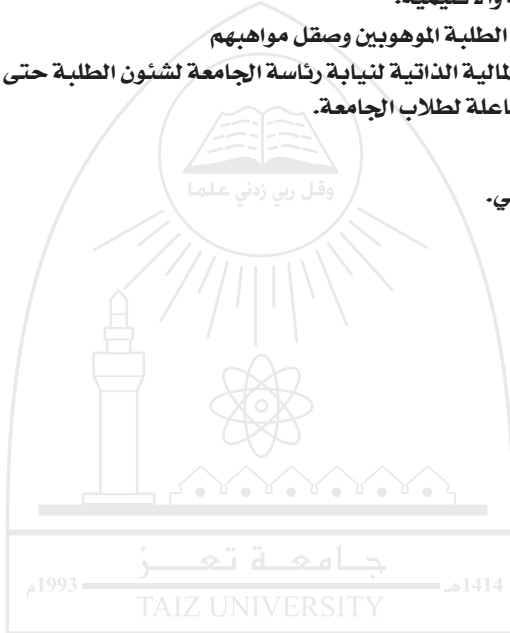 الطلبة الموهوبين وصقل مواهبهم
المالية الذاتية لنيابة رئاسة الجامعة لشئون الطلبة حتى
لطلاب الجامعة.
وقل ربي زدني علما
جامعة تعز
1993م
1414هـ
TAIZ UNIVERSITY